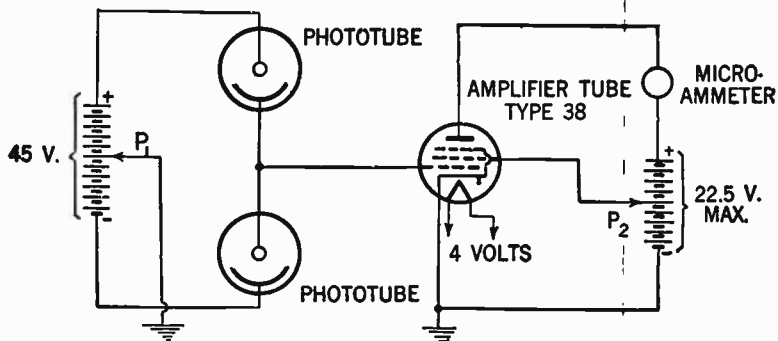 PHOTOTUBE
AMPLIFIER TUBE
TYPE 38
MICRO-
AMMETER
+
P1
45 V.
-
+
P2
22.5 V.
MAX.
-
4 VOLTS
PHOTOTUBE